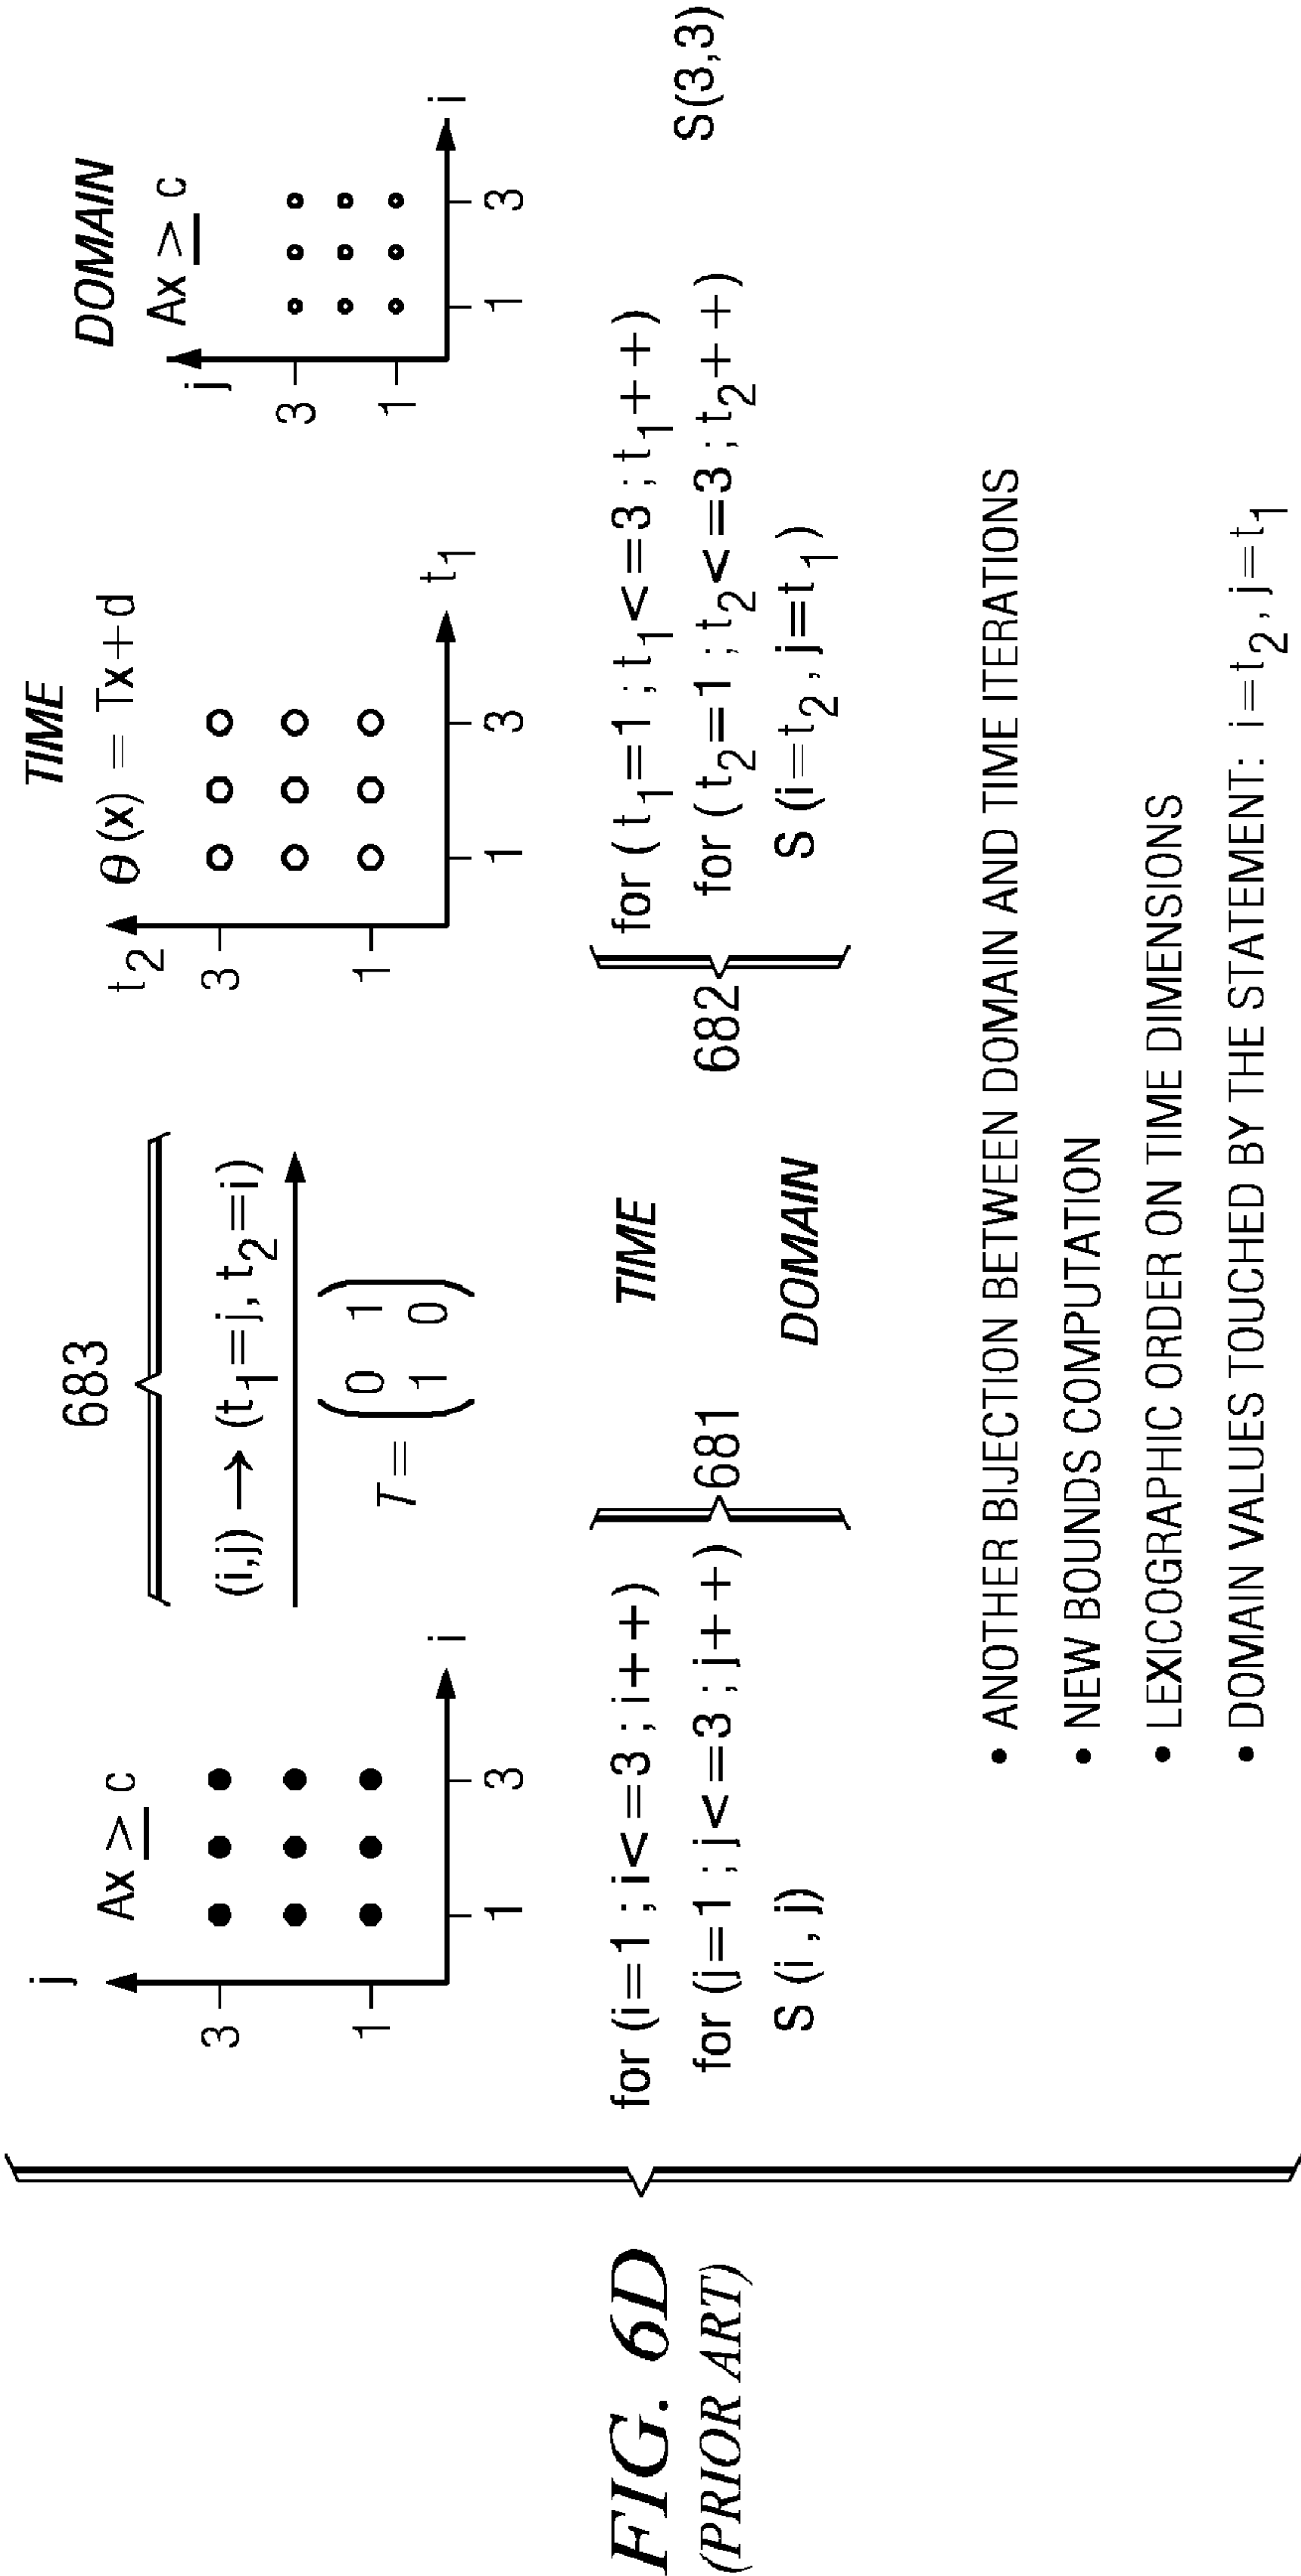 TIME
DOMAIN
683
j
Ax ≥ c
3
1
1
3
i
(i,j) → (t1=j, t2=i)
T = (0 1
1 0)
t2
θ(x) = Tx+d
3
1
1
3
t1
j
Ax ≥ c
3
1
1
3
i
for (i=1 ; i<=3 ; i++)
for (j=1 ; j<=3 ; j++)
S (i , j)
681
TIME
DOMAIN
682
for ( t1=1 ; t1<=3 ; t1++)
for ( t2=1 ; t2<=3 ; t2++)
S (i=t2 , j=t1 )
S(3,3)
• ANOTHER BIJECTION BETWEEN DOMAIN AND TIME ITERATIONS
• NEW BOUNDS COMPUTATION
• LEXICOGRAPHIC ORDER ON TIME DIMENSIONS
• DOMAIN VALUES TOUCHED BY THE STATEMENT: i=t2 , j=t1
FIG. 6D
(PRIOR ART)